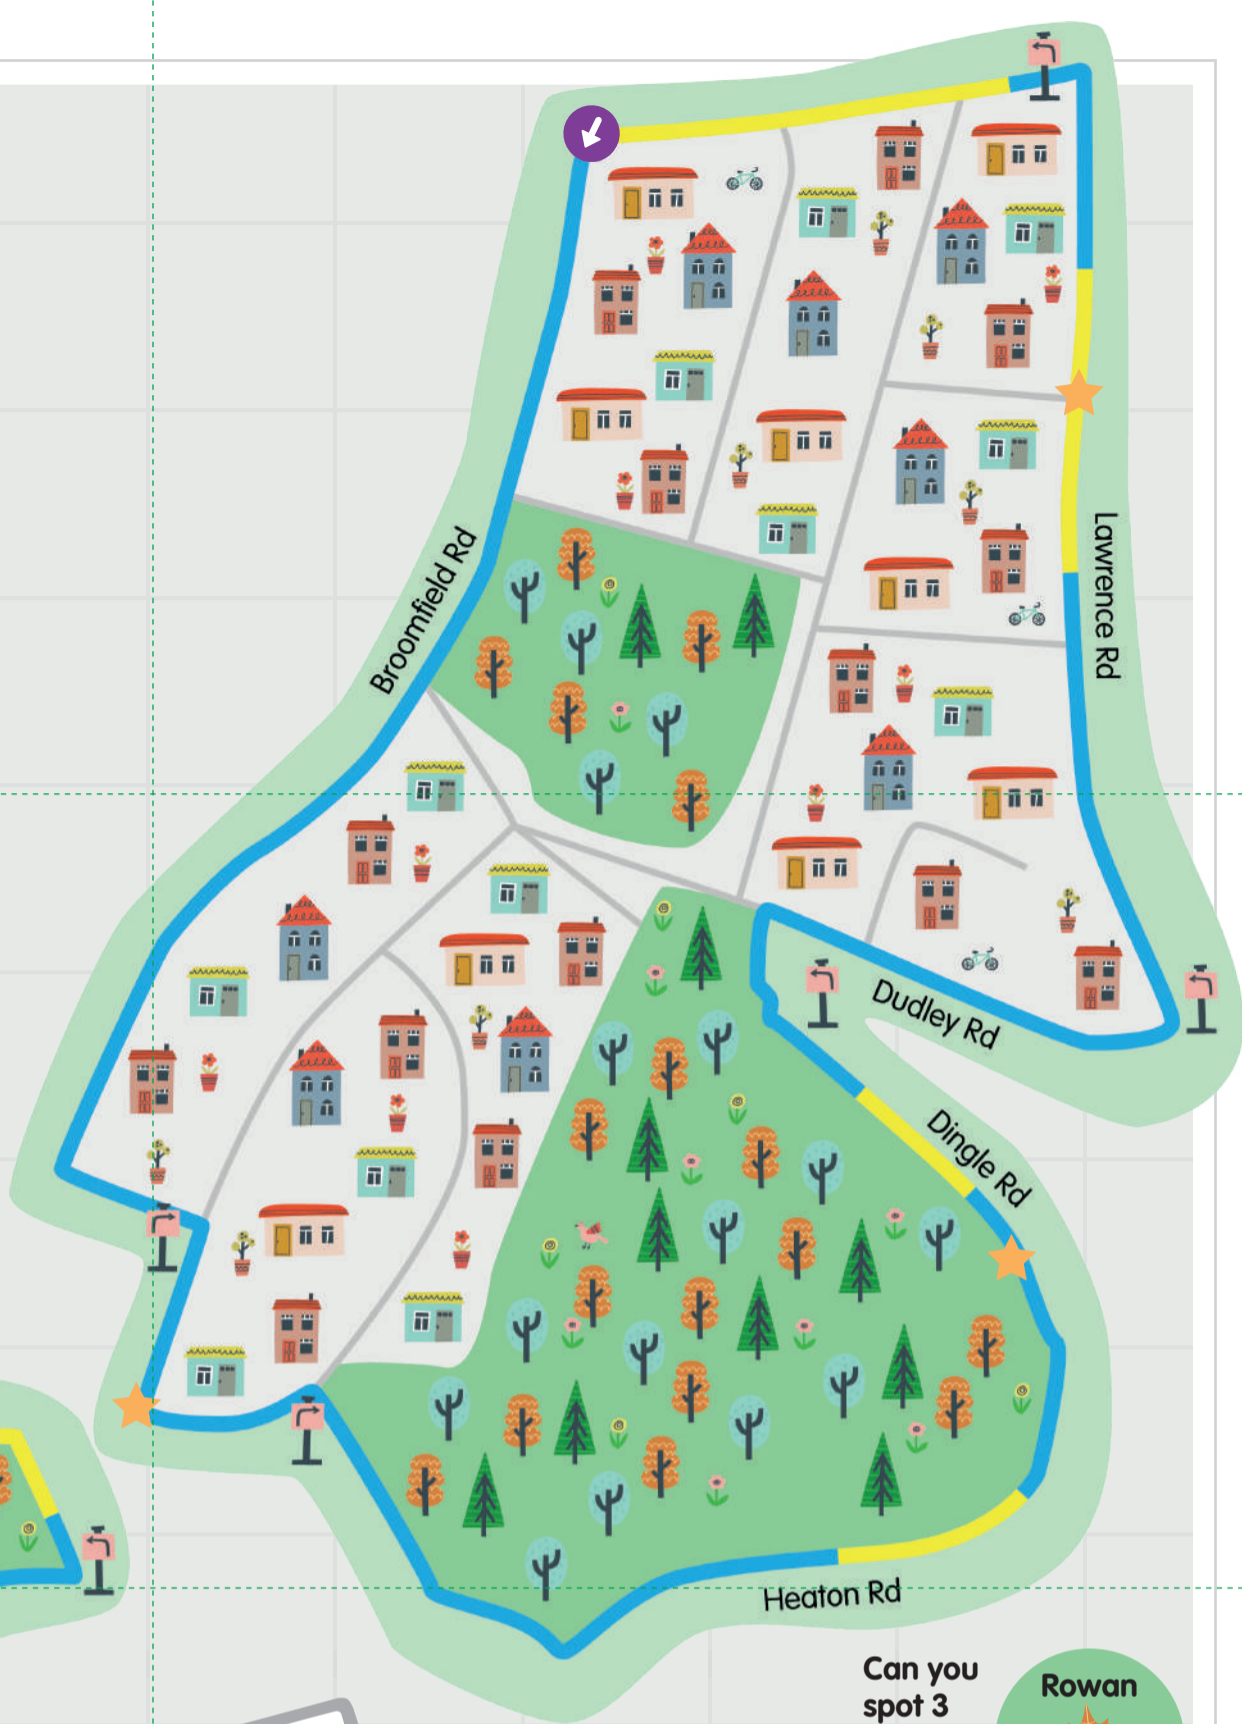 Broomfield Rd
Lawrence Rd
Dudley Rd
Dingle Rd
Heaton Rd
Can you
spot 3
Rowan